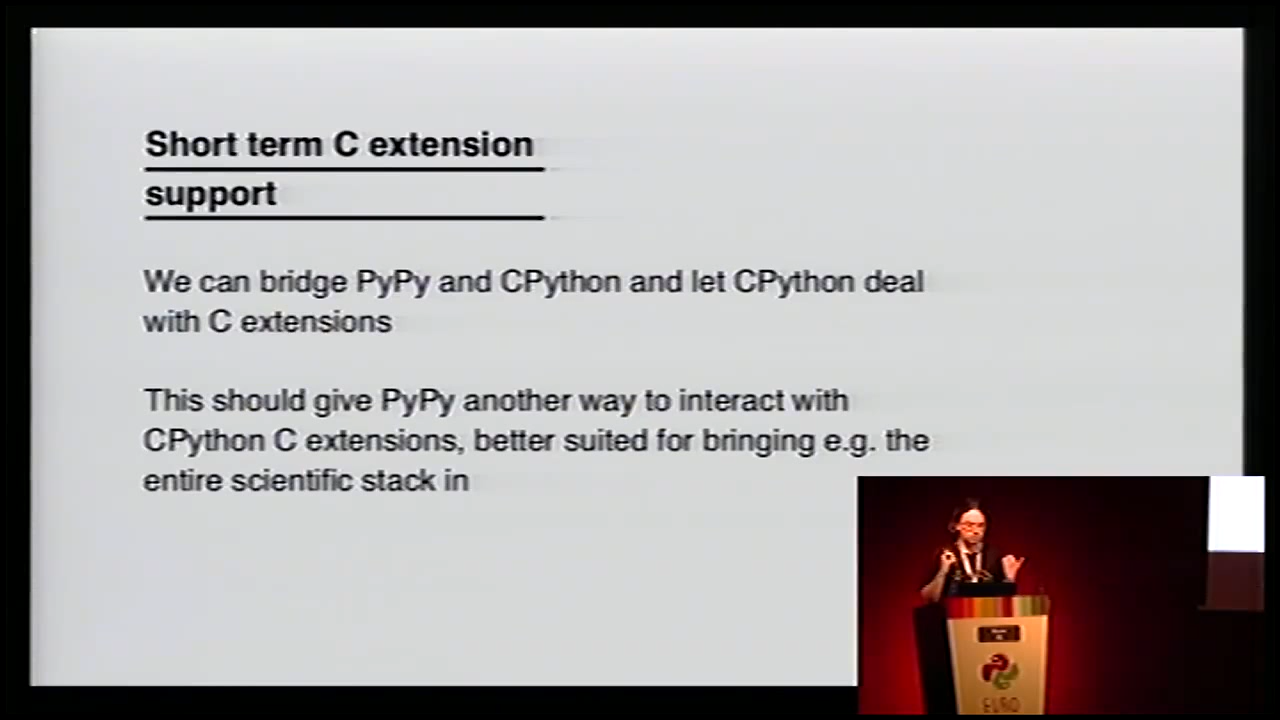 Short term C extension
support
We can bridge PyPy and CPython and let CPython deal
with C extensions
This should give PyPy another way to interact with
CPython C extensions, better suited for bringing e.g. the
entire scientific stack in
EURO